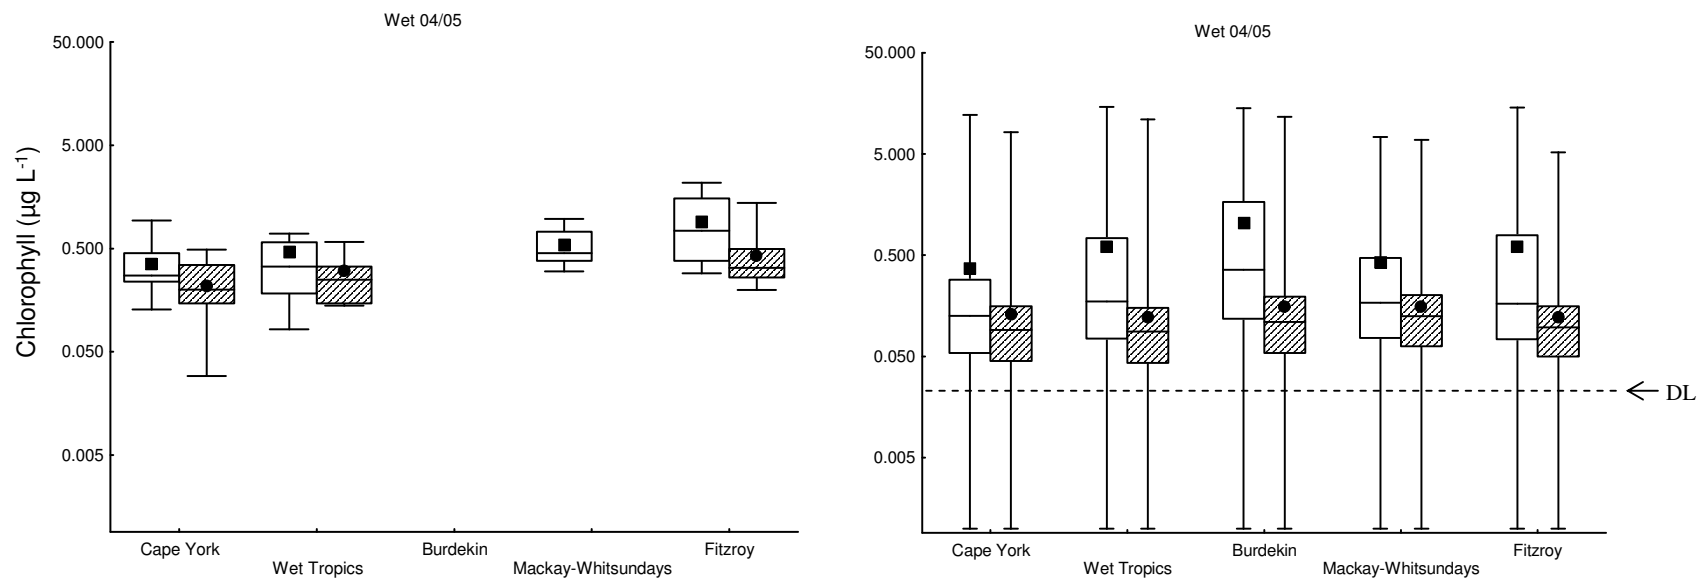 Wet 04/05
50.000
5.000
0.500
0.050
0.005
Chlorophyll (µg L-1)
Cape York
Wet Tropics
Burdekin
Mackay-Whitsundays
Fitzroy
Wet 04/05
50.000
5.000
0.500
0.050
0.005
DL
Cape York
Wet Tropics
Burdekin
Mackay-Whitsundays
Fitzroy